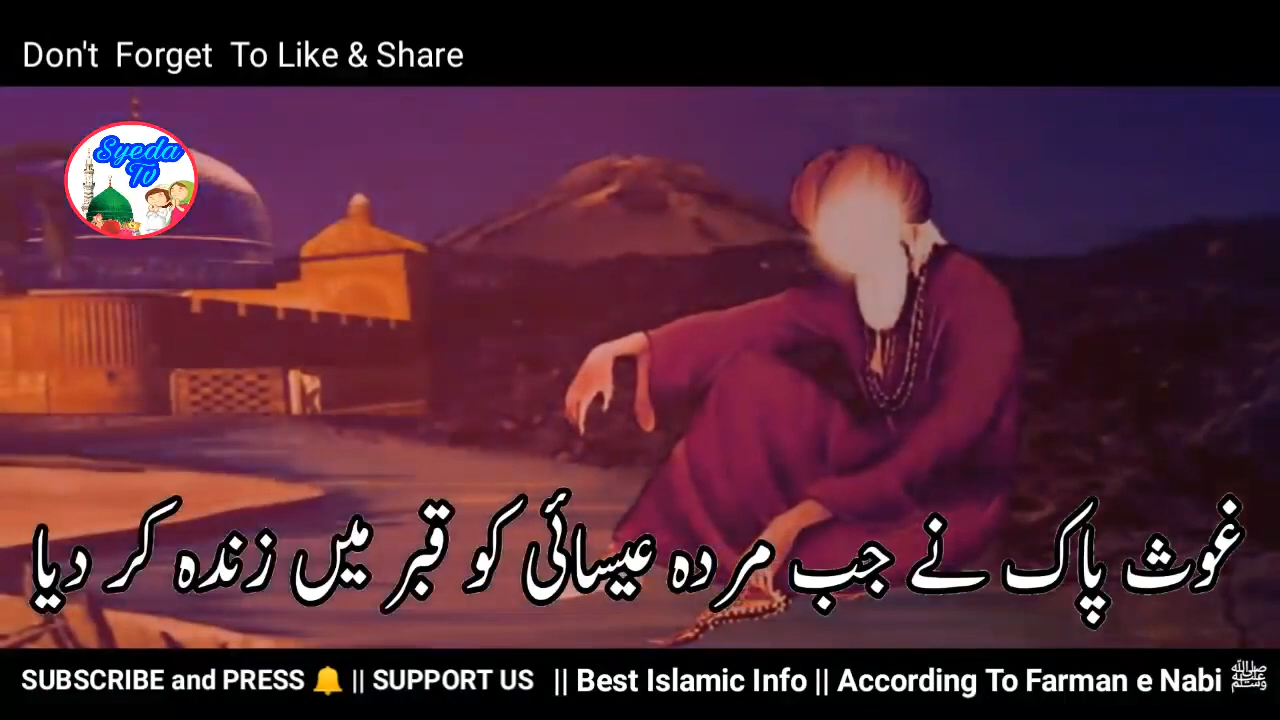 Don't Forget To Like & Share
Syeda
Tv
غوث پاک نے جب مردہ عیسائی کو قبر میں زندہ کر دیا
SUBSCRIBE and PRESS 🔔 || SUPPORT US || Best Islamic Info || According To Farman e Nabi ﷺ